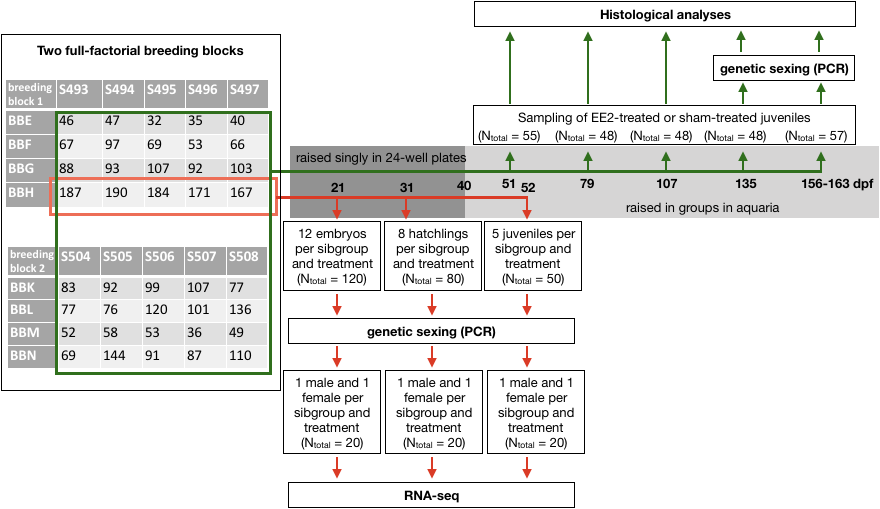 Histological analyses
Two full-factorial breeding blocks
genetic sexing (PCR)
breeding block 1 S493 S494 S495 S496 S497
BBE 46 47 32 35 40
BBF 67 97 69 53 66
BBG 88 93 107 92 103
BBH 187 190 184 171 167
breeding block 2 S504 S505 S506 S507 S508
BBK 83 92 99 107 77
BBL 77 76 120 101 136
BBM 52 58 53 36 49
BBN 69 144 91 87 110
Sampling of EE2-treated or sham-treated juveniles
(Ntotal = 55) (Ntotal = 48) (Ntotal = 48) (Ntotal = 48) (Ntotal = 57)
raised singly in 24-well plates
21 31 40 51 52 79 107 135 156-163 dpf
raised in groups in aquaria
12 embryos
per sibgroup
and treatment
(Ntotal = 120)
8 hatchlings
per sibgroup
and treatment
(Ntotal = 80)
5 juveniles per
sibgroup and
treatment
(Ntotal = 50)
genetic sexing (PCR)
1 male and 1
female per
sibgroup and
treatment
(Ntotal = 20)
1 male and 1
female per
sibgroup and
treatment
(Ntotal = 20)
1 male and 1
female per
sibgroup and
treatment
(Ntotal = 20)
RNA-seq